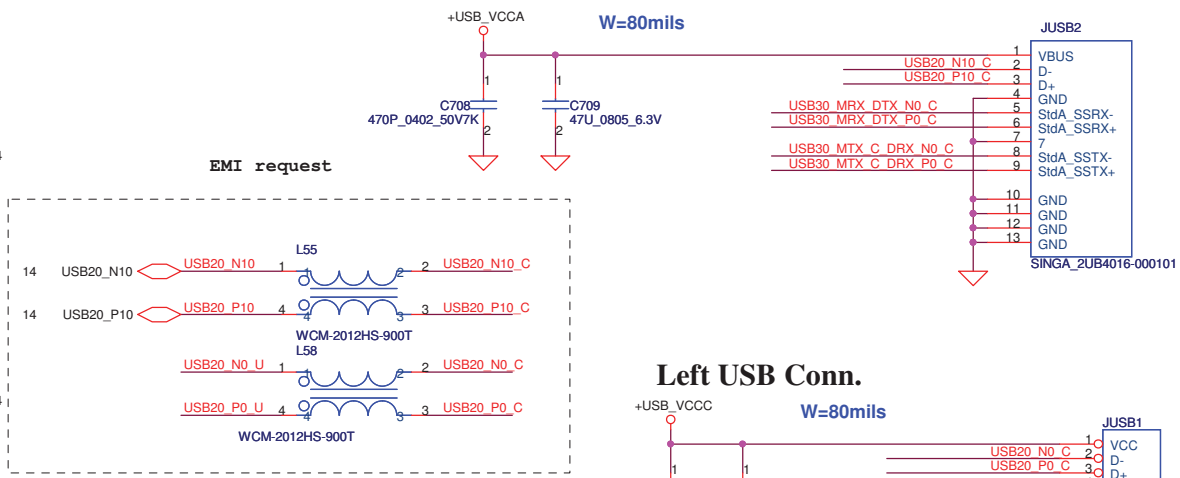 +USB_VCCA
W=80mils
JUSB2
1
VBUS
USB20_N10_C
2
D-
USB20_P10_C
3
D+
4
GND
USB30_MRX_DTX_N0_C
5
StdA_SSRX-
USB30_MRX_DTX_P0_C
6
StdA_SSRX+
7
7
USB30_MTX_C_DRX_N0_C
8
StdA_SSTX-
USB30_MTX_C_DRX_P0_C
9
StdA_SSTX+
10
GND
11
GND
12
GND
13
GND
SINGA_2UB4016-000101
1
C708
470P_0402_50V7K
2
1
C709
47U_0805_6.3V
2
4
EMI request
L55
14 USB20_N10 USB20_N10 1 1 2 2 USB20_N10_C
14 USB20_P10 USB20_P10 4 4 3 3 USB20_P10_C
WCM-2012HS-900T
L58
USB20_N0_U 1 1 2 2 USB20_N0_C
USB20_P0_U 4 4 3 3 USB20_P0_C
WCM-2012HS-900T
4
Left USB Conn.
+USB_VCCC
W=80mils
JUSB1
1
VCC
USB20_N0_C
2
D-
USB20_P0_C
3
D+
1
1